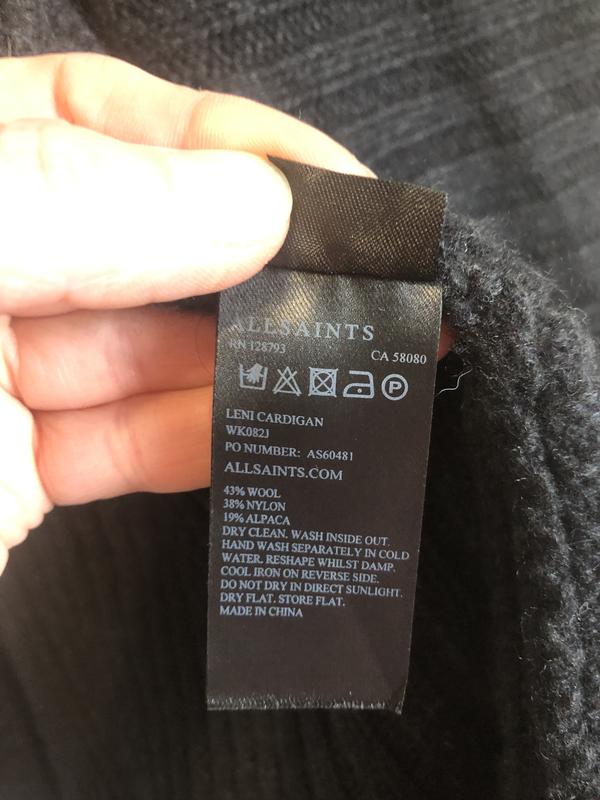 ALLSAINTS
RN 128793
CA 58080
P
LENI CARDIGAN
WK082J
PO NUMBER: AS60481
ALLSAINTS.COM
43% WOOL
38% NYLON
19% ALPACA
DRY CLEAN. WASH INSIDE OUT.
HAND WASH SEPARATELY IN COLD
WATER. RESHAPE WHILST DAMP.
COOL IRON ON REVERSE SIDE.
DO NOT DRY IN DIRECT SUNLIGHT.
DRY FLAT. STORE FLAT.
MADE IN CHINA